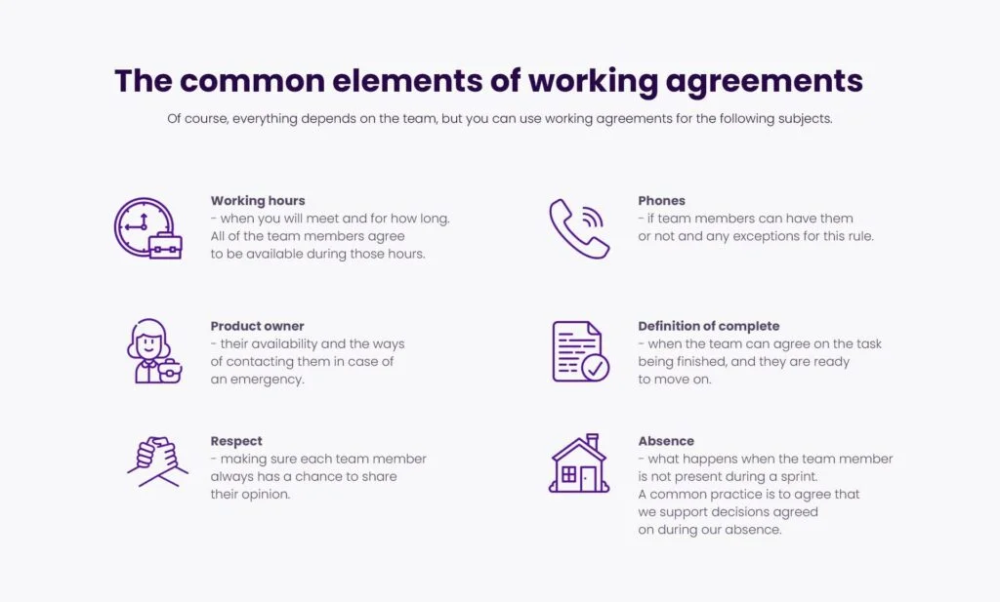 The common elements of working agreements
Of course, everything depends on the team, but you can use working agreements for the following subjects.
Working hours
- when you will meet and for how long.
All of the team members agree
to be available during those hours.
Phones
- if team members can have them
or not and any exceptions for this rule.
Product owner
- their availability and the ways
of contacting them in case of
an emergency.
Definition of complete
- when the team can agree on the task
being finished, and they are ready
to move on.
Respect
- making sure each team member
always has a chance to share
their opinion.
Absence
- what happens when the team member
is not present during a sprint.
A common practice is to agree that
we support decisions agreed
on during our absence.